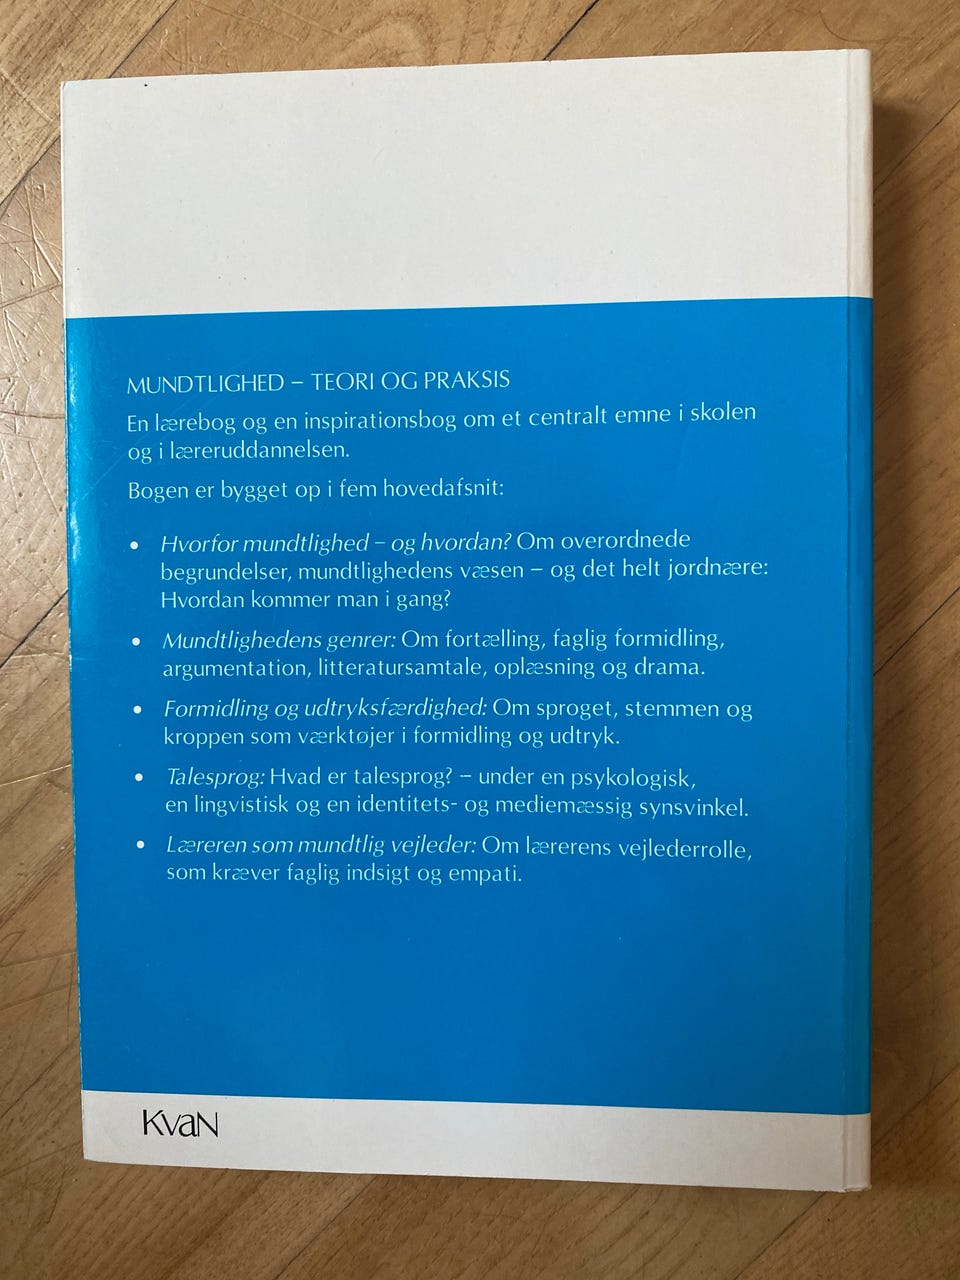 MUNDTLIGHED – TEORI OG PRAKSIS
En lærebog og en inspirationsbog om et centralt emne i skolen
og i læreruddannelsen.
Bogen er bygget op i fem hovedafsnit:
• Hvorfor mundtlighed – og hvordan? Om overordnede
begrundelser, mundtlighedens væsen – og det helt jordnære:
Hvordan kommer man i gang?
• Mundtlighedens genrer: Om fortælling, faglig formidling,
argumentation, litteratursamtale, oplæsning og drama.
• Formidling og udtryksfærdighed: Om sproget, stemmen og
kroppen som værktøjer i formidling og udtryk.
• Talesprog: Hvad er talesprog? – under en psykologisk,
en lingvistisk og en identitets- og mediemæssig synsvinkel.
• Læreren som mundtlig vejleder: Om lærerens vejlederrolle,
som kræver faglig indsigt og empati.
KvaN